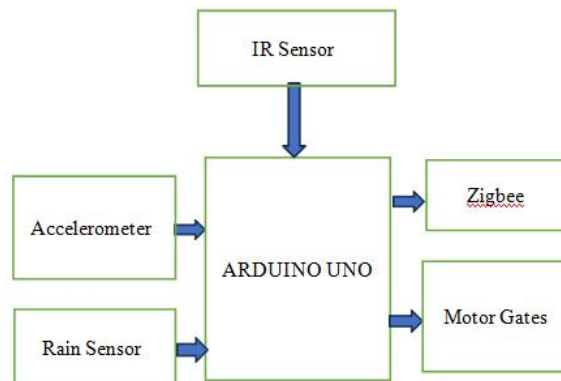 IR Sensor
Accelerometer
Zigbee
ARDUINO UNO
Rain Sensor
Motor Gates